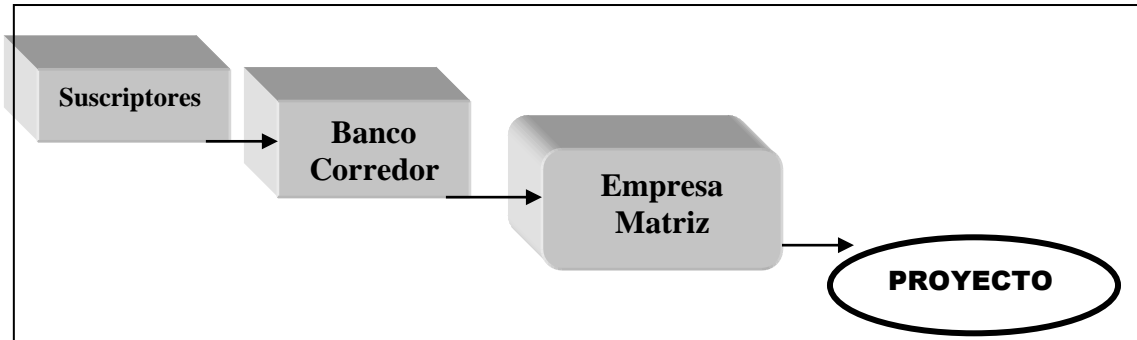 Suscriptores
Banco
Corredor
Empresa
Matriz
PROYECTO